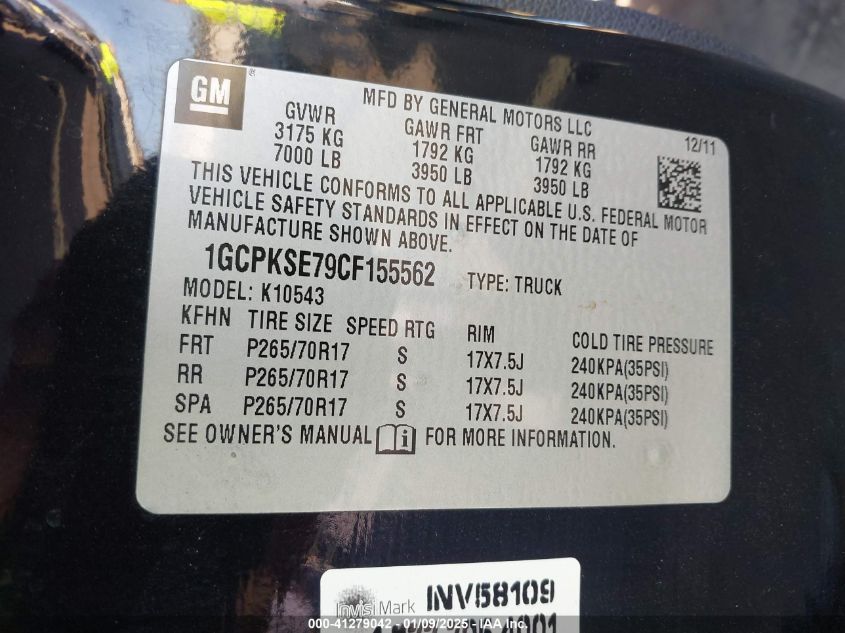 GM ®
MFD BY GENERAL MOTORS LLC
GVWR GAWR FRT GAWR RR 12/11
3175 KG 1792 KG 1792 KG
7000 LB 3950 LB 3950 LB
THIS VEHICLE CONFORMS TO ALL APPLICABLE U.S. FEDERAL MOTOR
VEHICLE SAFETY STANDARDS IN EFFECT ON THE DATE OF
MANUFACTURE SHOWN ABOVE.
1GCPKSE79CF155562 TYPE: TRUCK
MODEL: K10543
KFHN TIRE SIZE SPEED RTG RIM COLD TIRE PRESSURE
FRT P265/70R17 S 17X7.5J 240KPA(35PSI)
RR P265/70R17 S 17X7.5J 240KPA(35PSI)
SPA P265/70R17 S 17X7.5J 240KPA(35PSI)
SEE OWNER'S MANUAL i FOR MORE INFORMATION.
InvisiMark INV58109
000-41279042 - 01/09/2025 - IAAI.COM